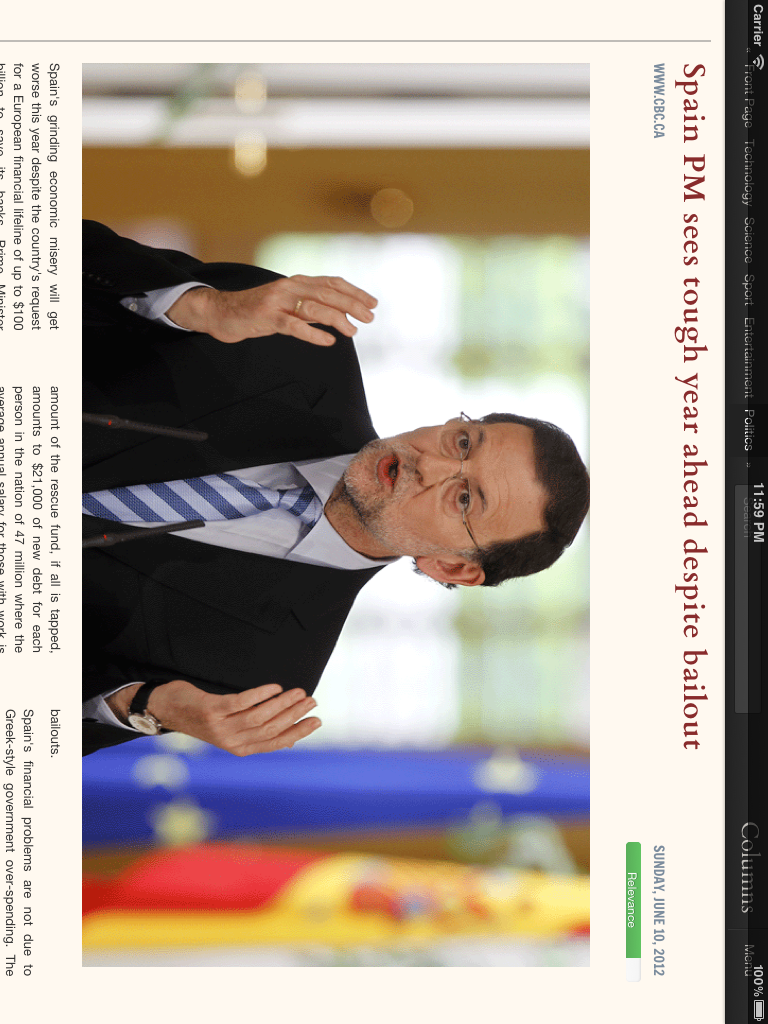 Carrier 11:59 PM 100%
Front Page Technology Science Sport Entertainment Politics Search Columns Menu
Spain PM sees tough year ahead despite bailout
WWW.CBC.CA SUNDAY, JUNE 10, 2012
Relevance
Spain's grinding economic misery will get
worse this year despite the country's request
for a European financial lifeline of up to $100
billion to save its banks, Prime Minister
amount of the rescue fund, if all is tapped,
amounts to $21,000 of new debt for each
person in the nation of 47 million where the
average annual salary for those with work is
bailouts.
Spain's financial problems are not due to
Greek-style government over-spending. The